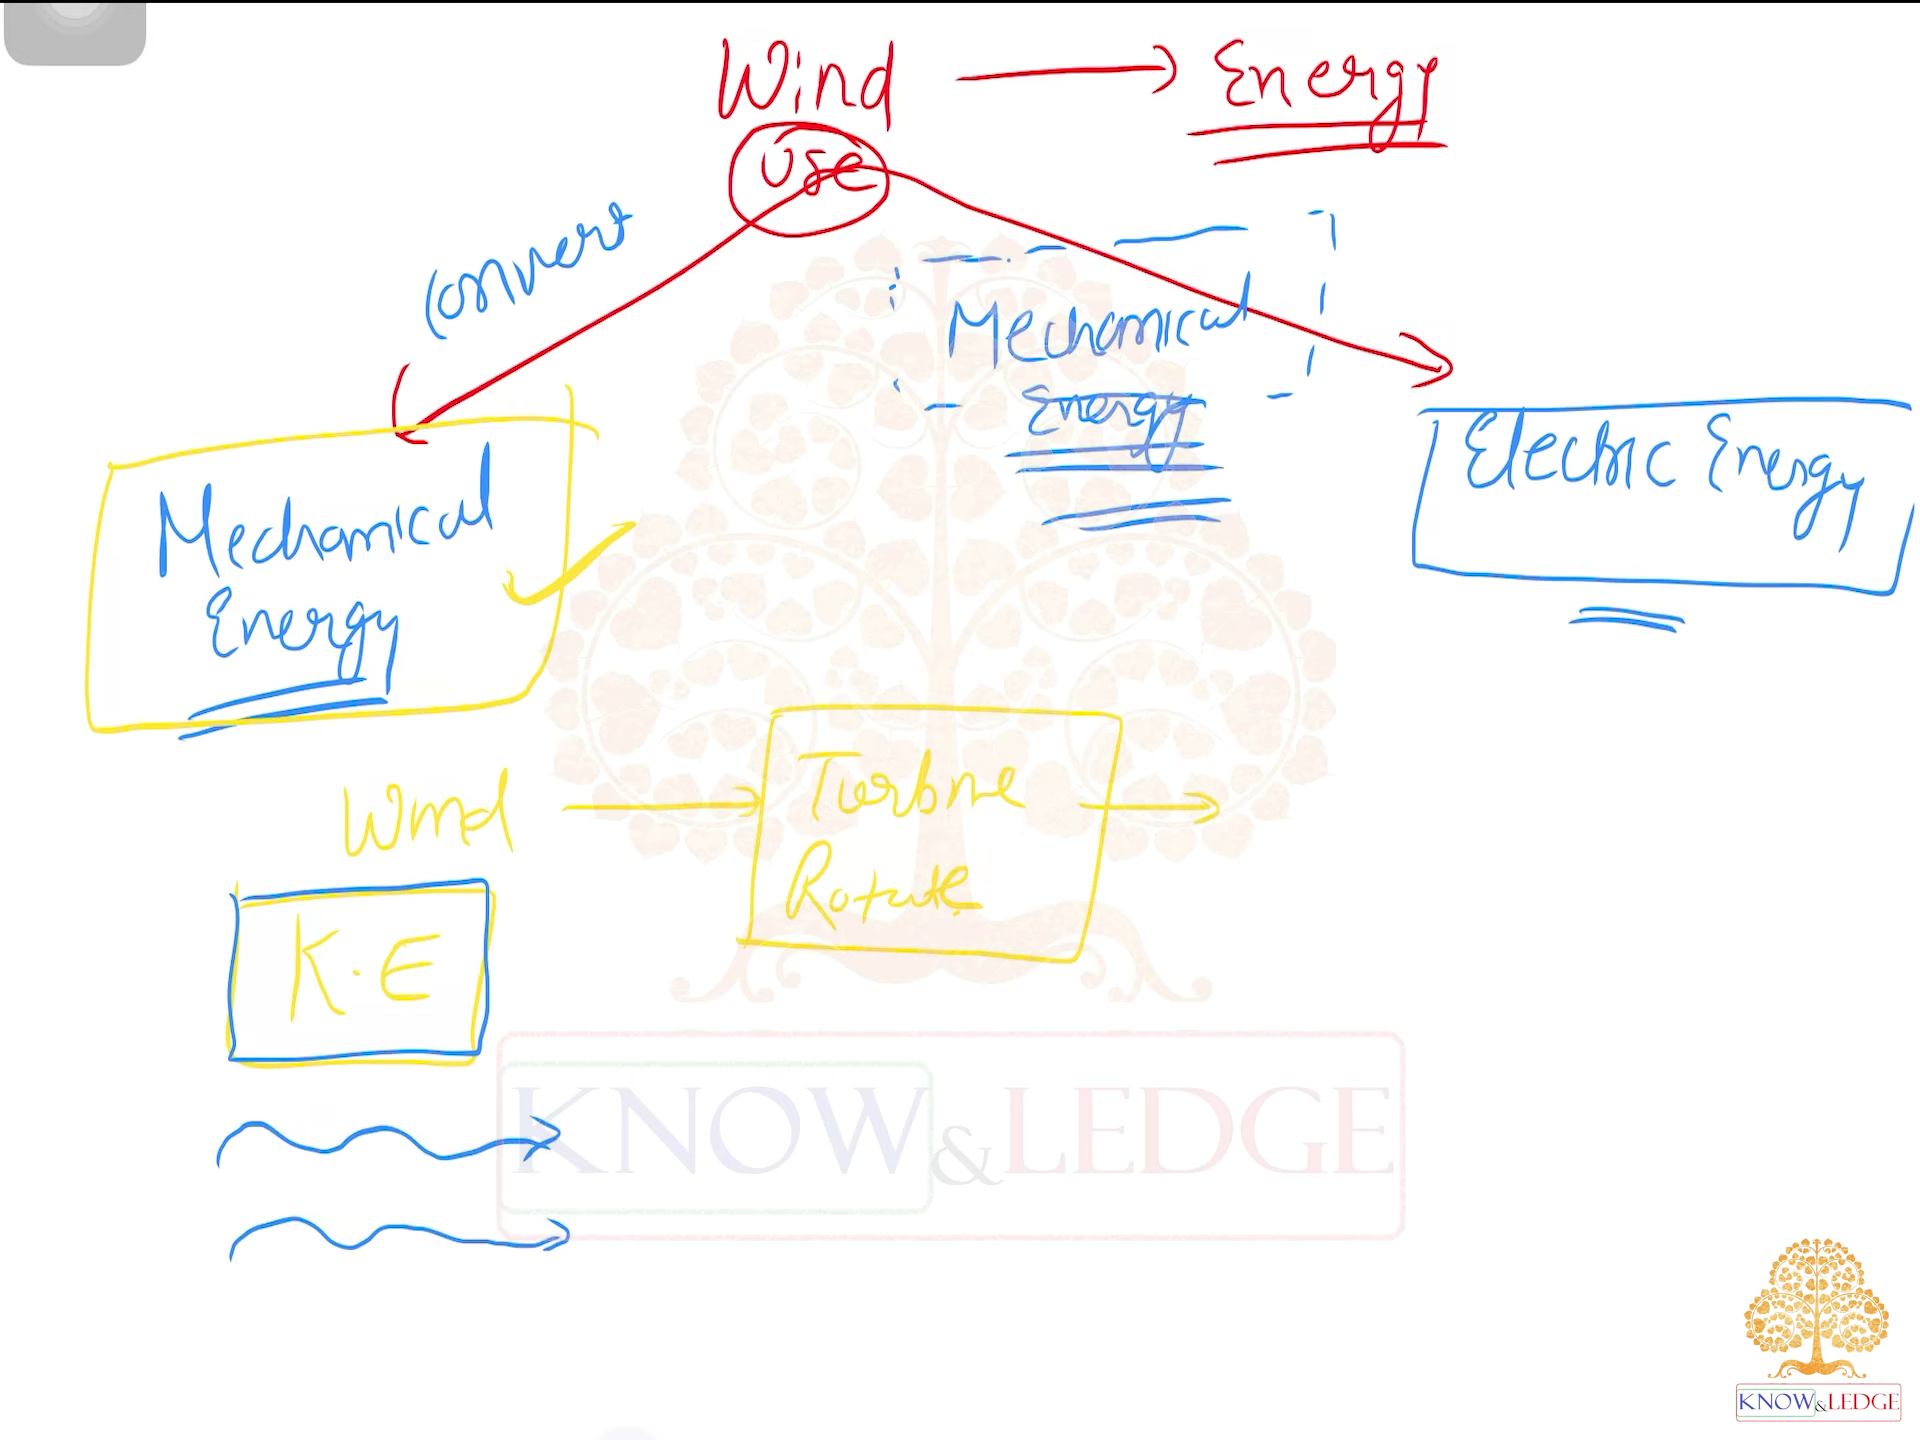 Wind → Energy
Use
Convert
Mechanical
Energy
Electric Energy
Mechanical
Energy
Wind → Turbine →
Rotate
K.E
KNOW&LEDGE
KNOW&LEDGE